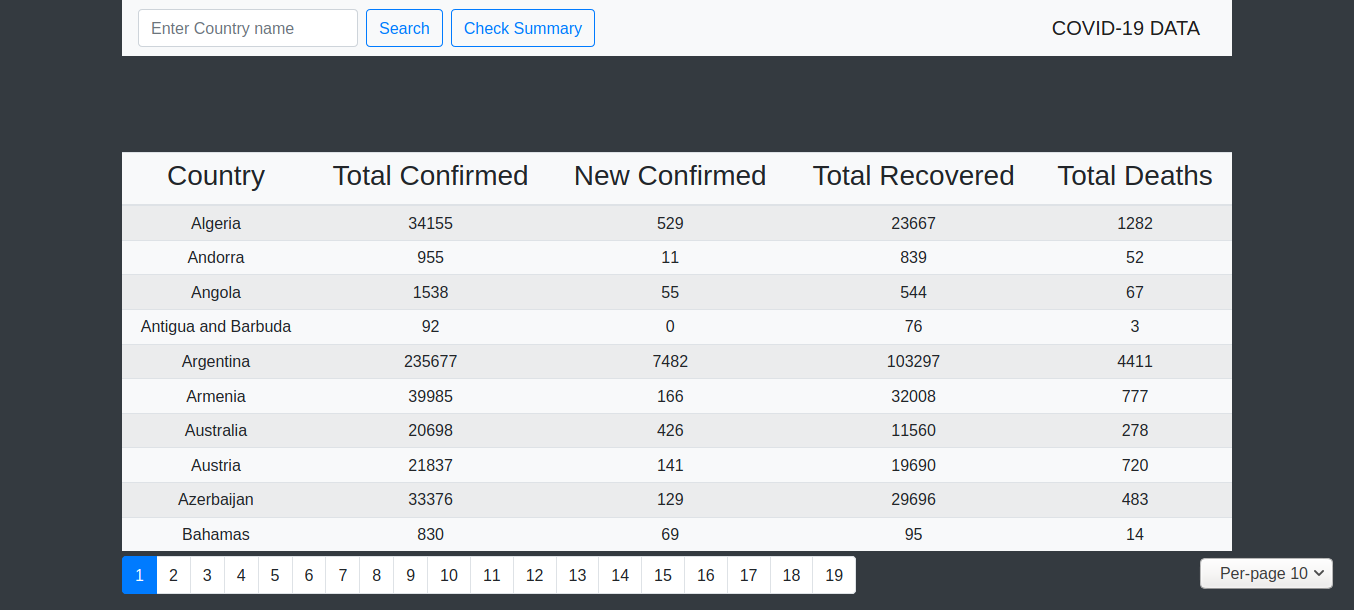 Enter Country name Search Check Summary COVID-19 DATA
Country Total Confirmed New Confirmed Total Recovered Total Deaths
Algeria 34155 529 23667 1282
Andorra 955 11 839 52
Angola 1538 55 544 67
Antigua and Barbuda 92 0 76 3
Argentina 235677 7482 103297 4411
Armenia 39985 166 32008 777
Australia 20698 426 11560 278
Austria 21837 141 19690 720
Azerbaijan 33376 129 29696 483
Bahamas 830 69 95 14
1 2 3 4 5 6 7 8 9 10 11 12 13 14 15 16 17 18 19 Per-page 10